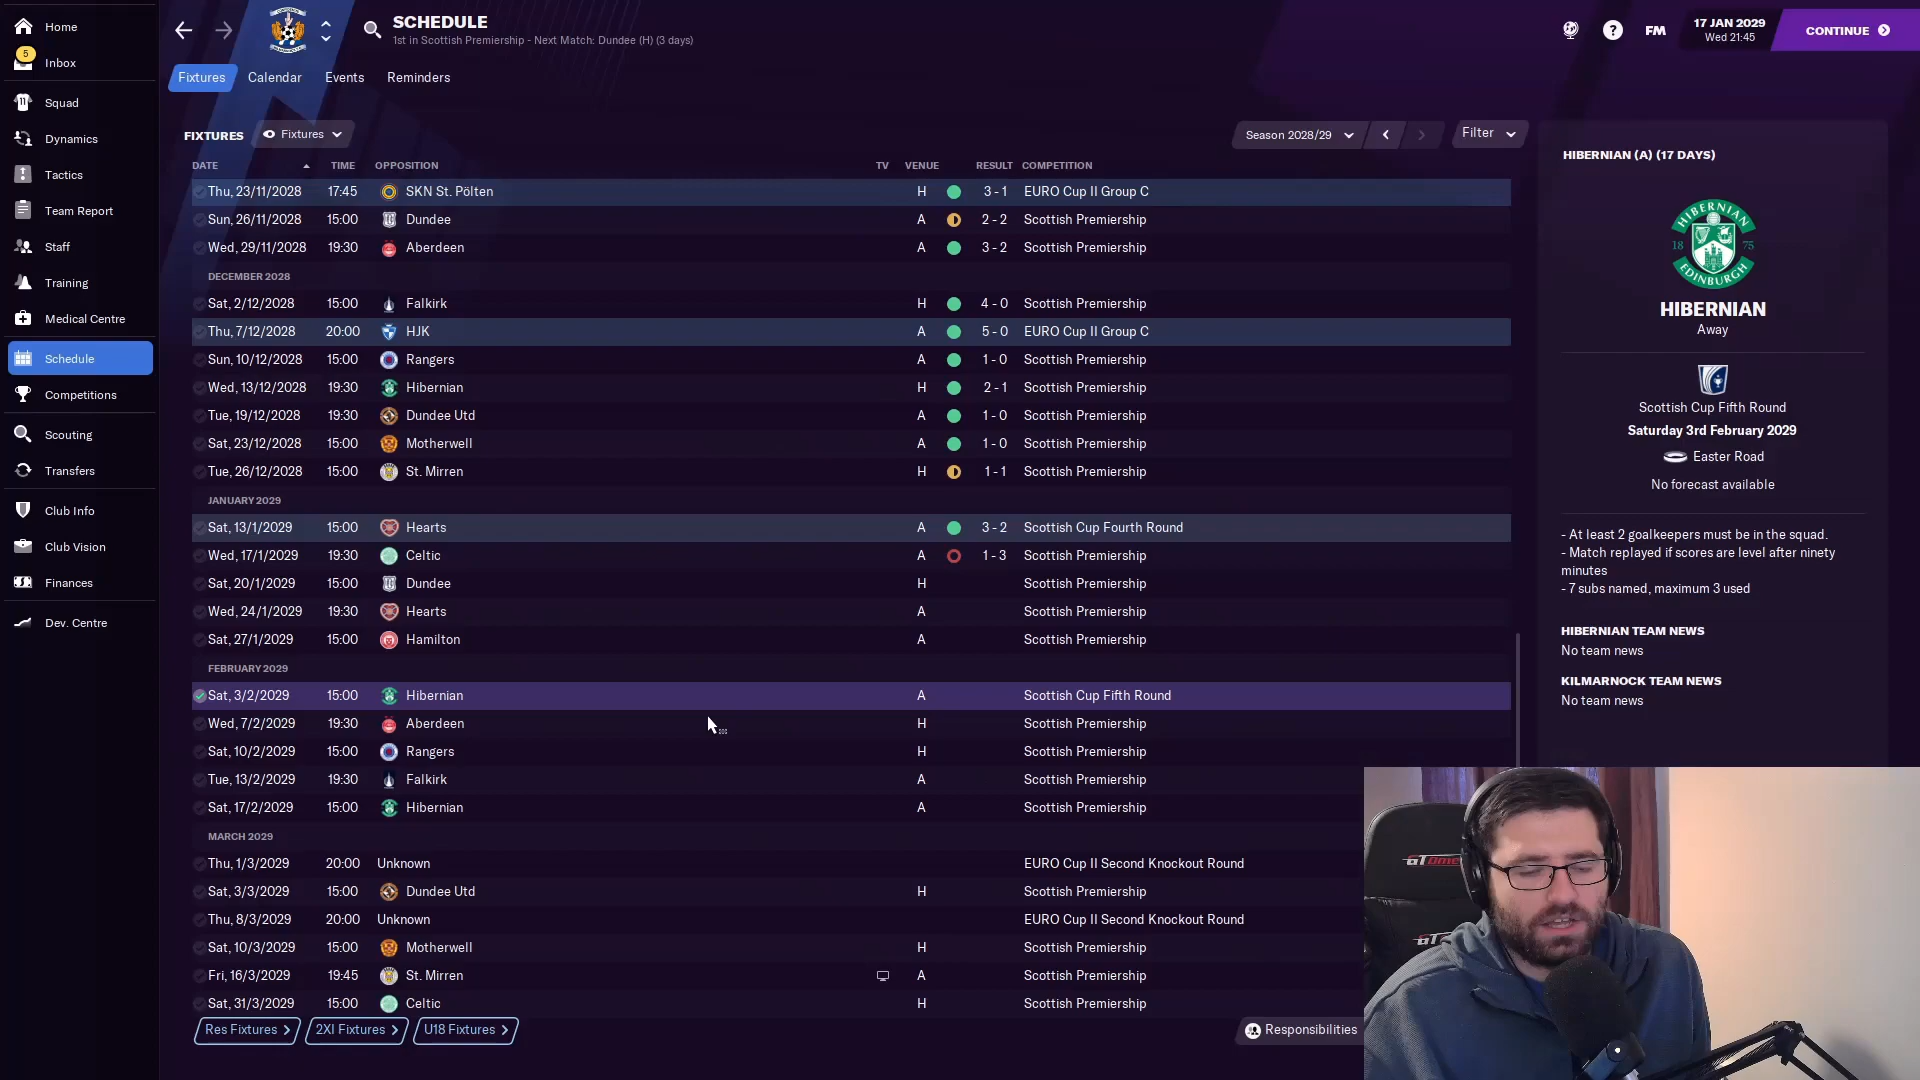 Home
5
Inbox
Squad
Dynamics
Tactics
Team Report
Staff
Training
Medical Centre
Schedule
Competitions
Scouting
Transfers
Club Info
Club Vision
Finances
Dev. Centre
SCHEDULE
1st in Scottish Premiership - Next Match: Dundee (H) (3 days)
FM
17 JAN 2029
Wed 21:45
CONTINUE
Fixtures Calendar Events Reminders
FIXTURES Fixtures Season 2028/29 Filter
DATE TIME OPPOSITION TV VENUE RESULT COMPETITION
Thu, 23/11/2028 17:45 SKN St. Pölten H 3 - 1 EURO Cup II Group C
Sun, 26/11/2028 15:00 Dundee A 2 - 2 Scottish Premiership
Wed, 29/11/2028 19:30 Aberdeen A 3 - 2 Scottish Premiership
DECEMBER 2028
Sat, 2/12/2028 15:00 Falkirk H 4 - 0 Scottish Premiership
Thu, 7/12/2028 20:00 HJK A 5 - 0 EURO Cup II Group C
Sun, 10/12/2028 15:00 Rangers A 1 - 0 Scottish Premiership
Wed, 13/12/2028 19:30 Hibernian H 2 - 1 Scottish Premiership
Tue, 19/12/2028 19:30 Dundee Utd A 1 - 0 Scottish Premiership
Sat, 23/12/2028 15:00 Motherwell A 1 - 0 Scottish Premiership
Tue, 26/12/2028 15:00 St. Mirren H 1 - 1 Scottish Premiership
JANUARY 2029
Sat, 13/1/2029 15:00 Hearts A 3 - 2 Scottish Cup Fourth Round
Wed, 17/1/2029 19:30 Celtic A 1 - 3 Scottish Premiership
Sat, 20/1/2029 15:00 Dundee H Scottish Premiership
Wed, 24/1/2029 19:30 Hearts A Scottish Premiership
Sat, 27/1/2029 15:00 Hamilton A Scottish Premiership
FEBRUARY 2029
Sat, 3/2/2029 15:00 Hibernian A Scottish Cup Fifth Round
Wed, 7/2/2029 19:30 Aberdeen H Scottish Premiership
Sat, 10/2/2029 15:00 Rangers H Scottish Premiership
Tue, 13/2/2029 19:30 Falkirk A Scottish Premiership
Sat, 17/2/2029 15:00 Hibernian A Scottish Premiership
MARCH 2029
Thu, 1/3/2029 20:00 Unknown EURO Cup II Second Knockout Round
Sat, 3/3/2029 15:00 Dundee Utd H Scottish Premiership
Thu, 8/3/2029 20:00 Unknown EURO Cup II Second Knockout Round
Sat, 10/3/2029 15:00 Motherwell H Scottish Premiership
Fri, 16/3/2029 19:45 St. Mirren A Scottish Premiership
Sat, 31/3/2029 15:00 Celtic H Scottish Premiership
Res Fixtures 2XI Fixtures U18 Fixtures Responsibilities
HIBERNIAN (A) (17 DAYS)
HIBERNIAN
18 75
EDINBURGH
HIBERNIAN
Away
Scottish Cup Fifth Round
Saturday 3rd February 2029
Easter Road
No forecast available
- At least 2 goalkeepers must be in the squad.
- Match replayed if scores are level after ninety
minutes
- 7 subs named, maximum 3 used
HIBERNIAN TEAM NEWS
No team news
KILMARNOCK TEAM NEWS
No team news